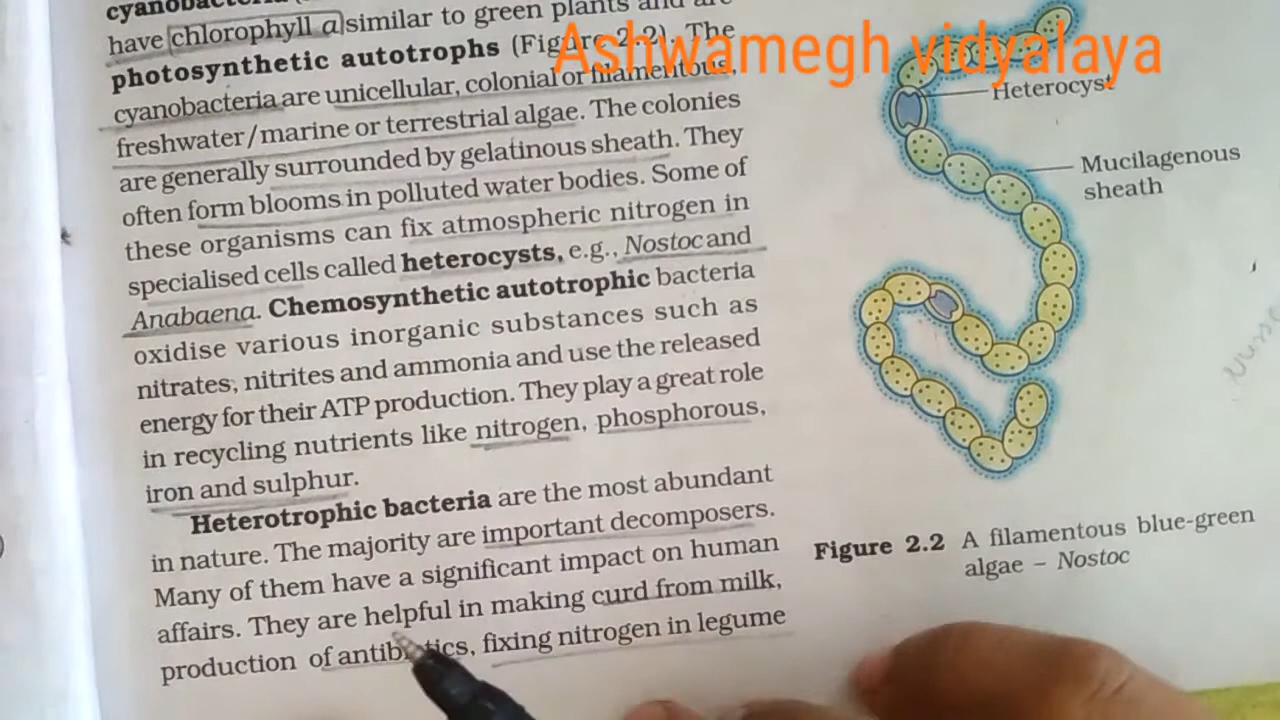 cyanobacteria
have chlorophyll a similar to green plants and are
photosynthetic autotrophs (Figure 2.2). The
cyanobacteria are unicellular, colonial or filamentous,
freshwater/marine or terrestrial algae. The colonies
are generally surrounded by gelatinous sheath. They
often form blooms in polluted water bodies. Some of
these organisms can fix atmospheric nitrogen in
specialised cells called heterocysts, e.g., Nostoc and
Anabaena. Chemosynthetic autotrophic bacteria
oxidise various inorganic substances such as
nitrates, nitrites and ammonia and use the released
energy for their ATP production. They play a great role
in recycling nutrients like nitrogen, phosphorous,
iron and sulphur.
Heterotrophic bacteria are the most abundant
in nature. The majority are important decomposers.
Many of them have a significant impact on human
affairs. They are helpful in making curd from milk,
production of antibiotics, fixing nitrogen in legume
Ashwamegh vidyalaya
Heterocyst
Mucilagenous
sheath
Figure 2.2 A filamentous blue-green
algae – Nostoc